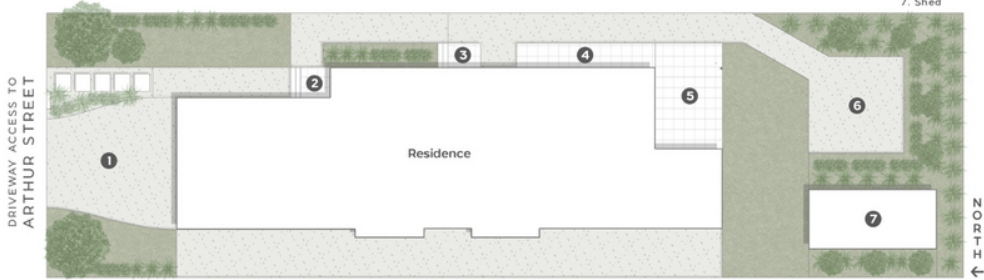 7. Shed
DRIVEWAY ACCESS TO
ARTHUR STREET
1
2
3
4
5
6
Residence
7
NORTH